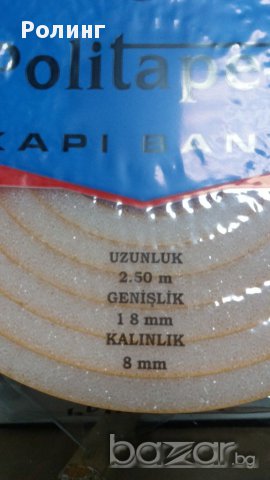 Ролинг
Politape
KAPI BAN
UZUNLUK
2.50 m
GENİŞLİK
18 mm
KALINLIK
8 mm
bazar.bg